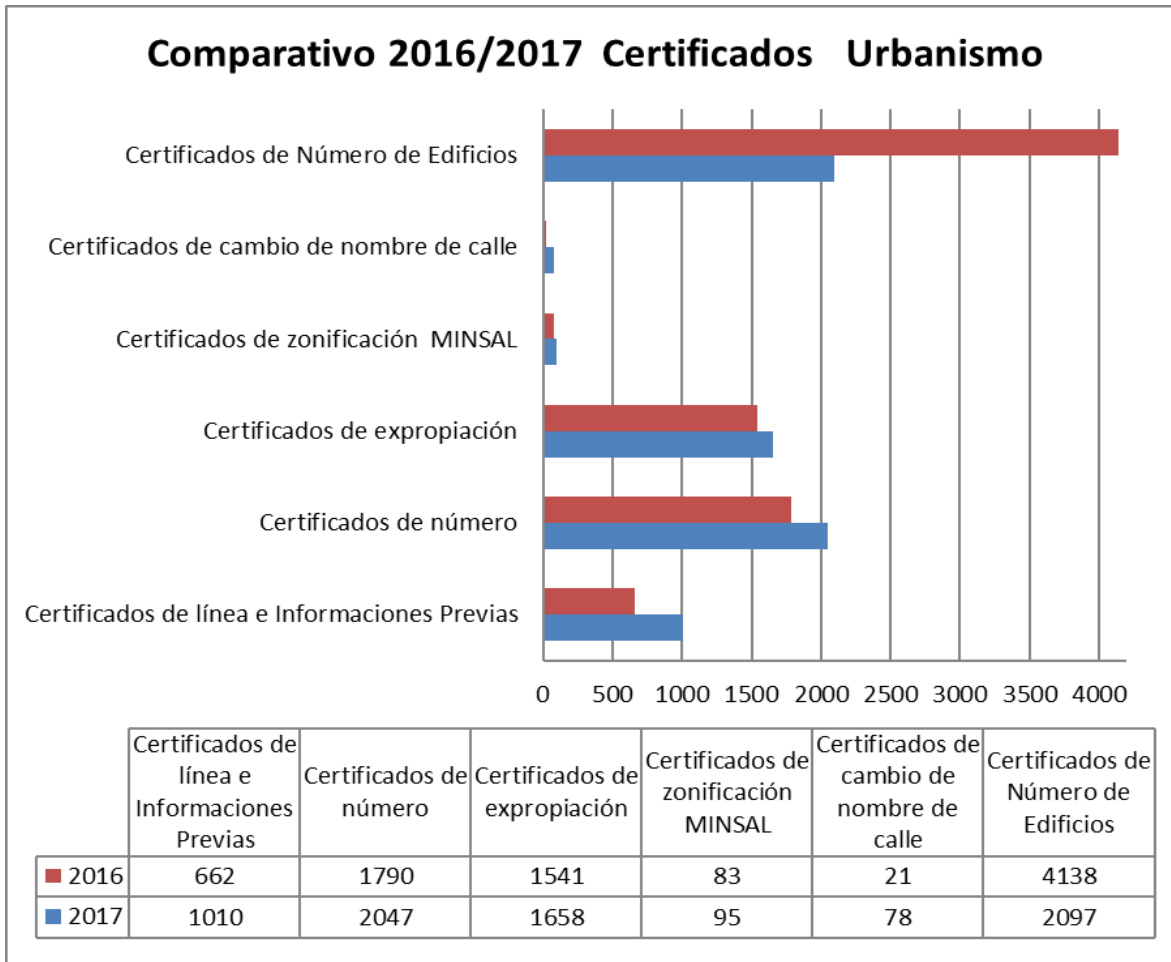 Comparativo 2016/2017 Certificados Urbanismo
Certificados de Número de Edificios
Certificados de cambio de nombre de calle
Certificados de zonificación MINSAL
Certificados de expropiación
Certificados de número
Certificados de línea e Informaciones Previas
0 500 1000 1500 2000 2500 3000 3500 4000
Certificados de línea e Informaciones Previas
Certificados de número
Certificados de expropiación
Certificados de zonificación MINSAL
Certificados de cambio de nombre de calle
Certificados de Número de Edificios
2016 662 1790 1541 83 21 4138
2017 1010 2047 1658 95 78 2097